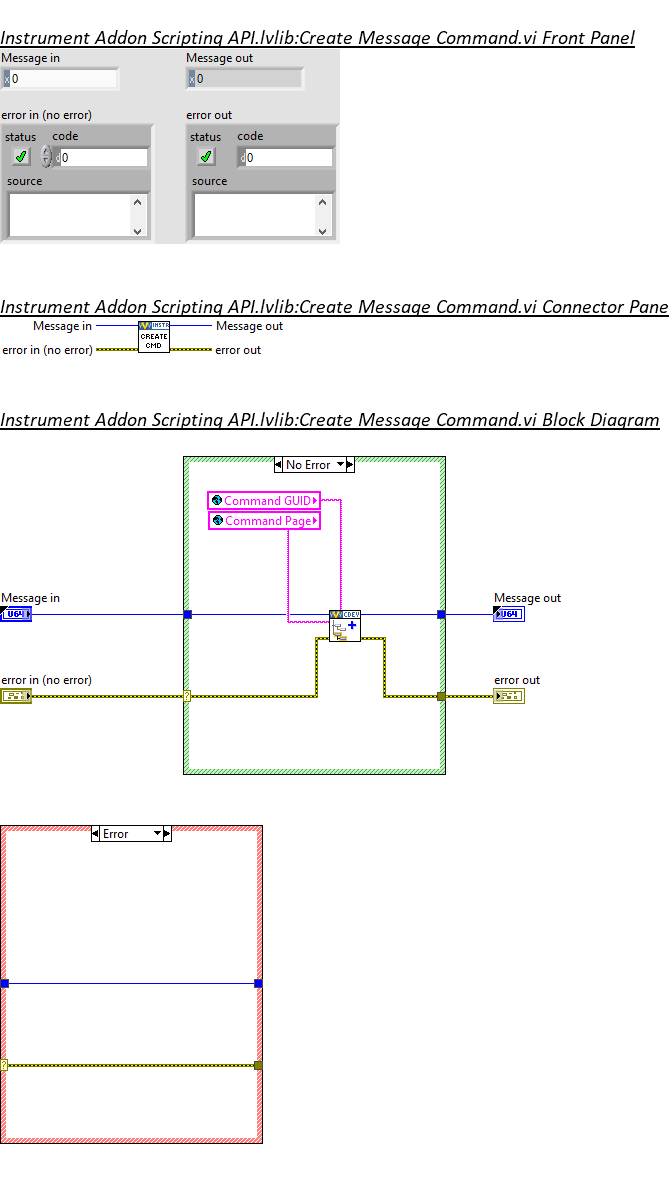 Instrument Addon Scripting API.lvlib:Create Message Command.vi Front Panel
Message in Message out
x 0 x 0
error in (no error) error out
status code status code
d 0 d 0
source source
Instrument Addon Scripting API.lvlib:Create Message Command.vi Connector Pane
Message in INSTR Message out
CREATE
error in (no error) CMD error out
Instrument Addon Scripting API.lvlib:Create Message Command.vi Block Diagram
No Error
Command GUID
Command Page
Message in Message out
U64 CDEV U64
error in (no error) error out
?
Error
?